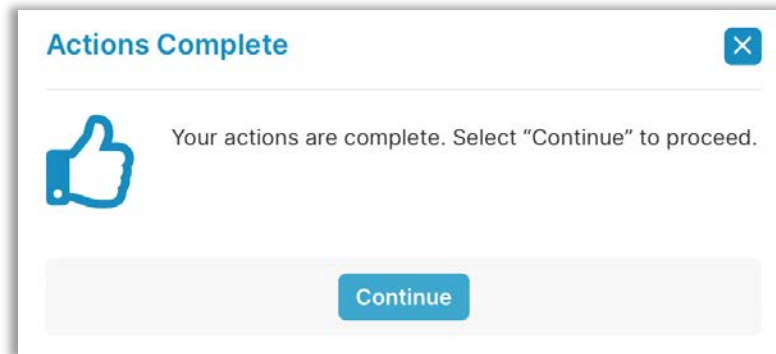 Actions Complete
Your actions are complete. Select “Continue” to proceed.
Continue